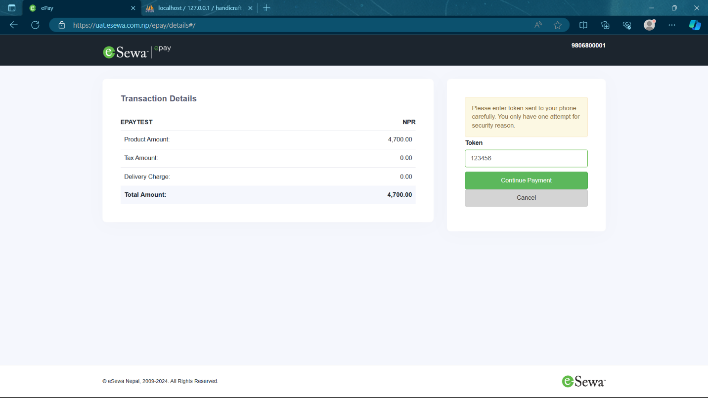 ePay
localhost / 127.0.0.1 / handicraft
https://uat.esewa.com.np/epay/details#/
eSewa epay
9806800001
Transaction Details
EPAYTEST NPR
Product Amount: 4,700.00
Tax Amount: 0.00
Delivery Charge: 0.00
Total Amount: 4,700.00
Please enter token sent to your phone
carefully. You only have one attempt for
security reason.
Token
123456
Continue Payment
Cancel
© eSewa Nepal, 2009-2024. All Rights Reserved.
eSewa